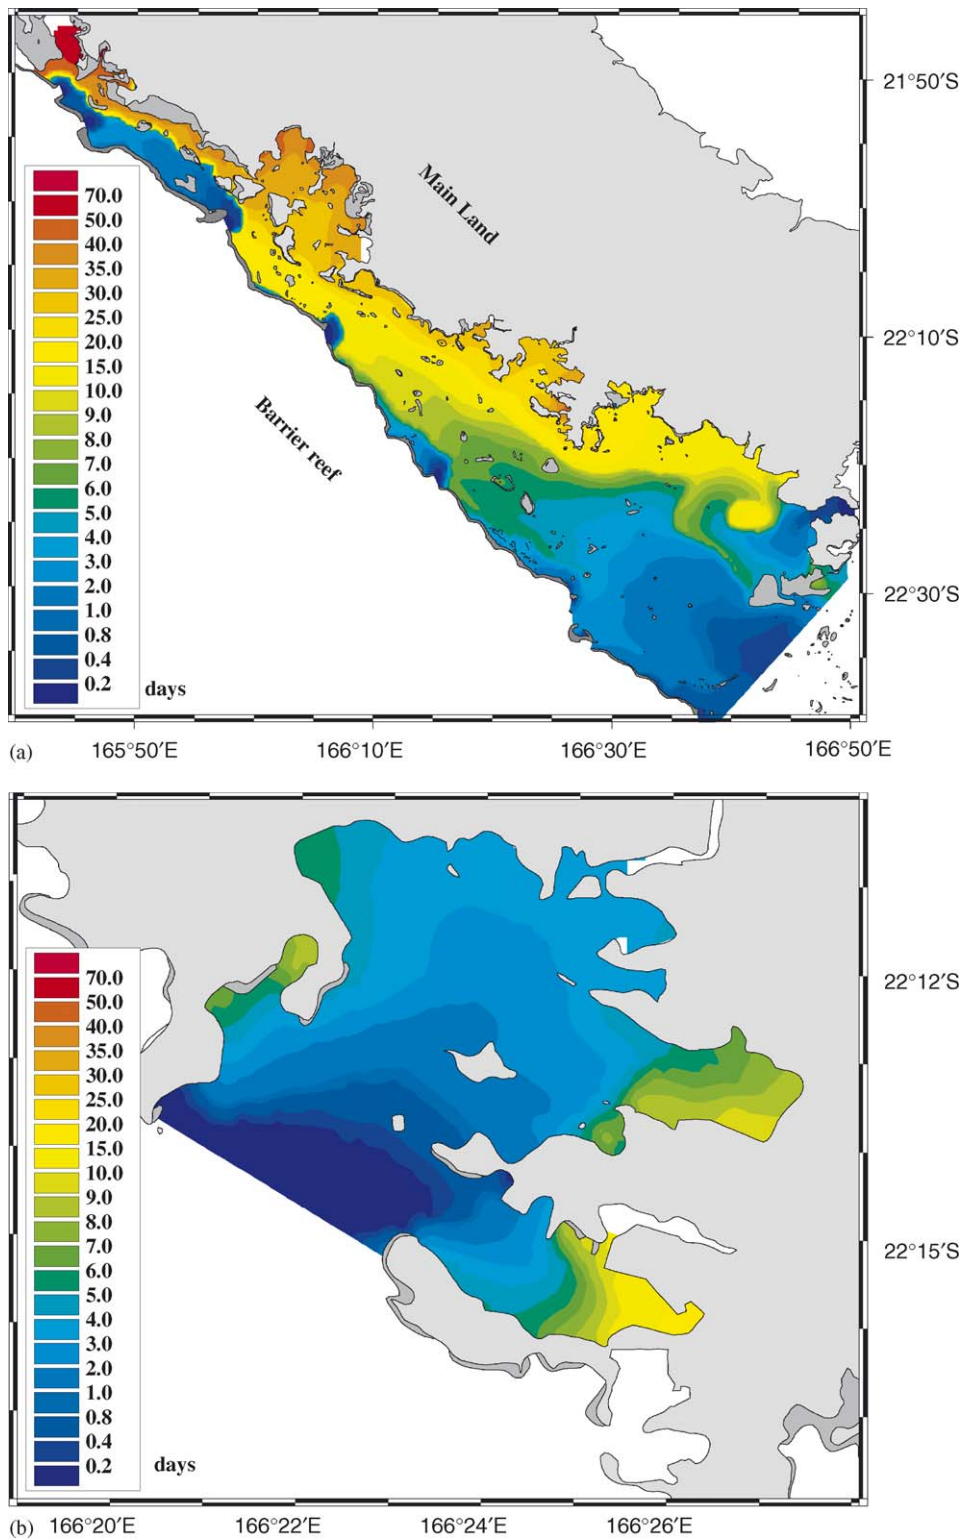 21°50′S
Main Land
70.0
50.0
40.0
35.0
30.0
25.0
20.0
15.0
10.0
9.0
8.0
7.0
6.0
5.0
4.0
3.0
2.0
1.0
0.8
0.4
0.2
days
22°10′S
Barrier reef
22°30′S
(a)
165°50′E
166°10′E
166°30′E
166°50′E
70.0
50.0
40.0
35.0
30.0
25.0
20.0
15.0
10.0
9.0
8.0
7.0
6.0
5.0
4.0
3.0
2.0
1.0
0.8
0.4
0.2
days
22°12′S
22°15′S
(b)
166°20′E
166°22′E
166°24′E
166°26′E